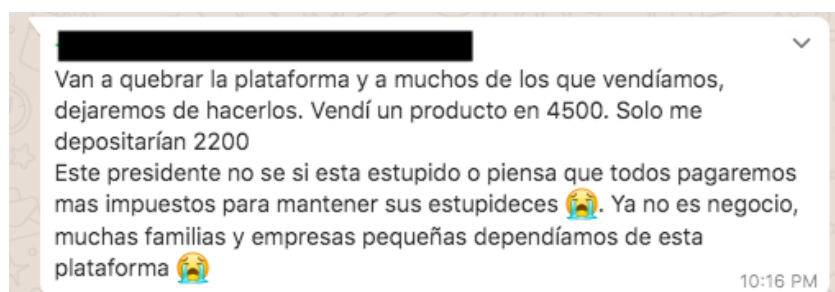 Van a quebrar la plataforma y a muchos de los que vendíamos,
dejaremos de hacerlos. Vendí un producto en 4500. Solo me
depositarían 2200
Este presidente no se si esta estupido o piensa que todos pagaremos
mas impuestos para mantener sus estupideces 😭. Ya no es negocio,
muchas familias y empresas pequeñas dependíamos de esta
plataforma 😭
10:16 PM